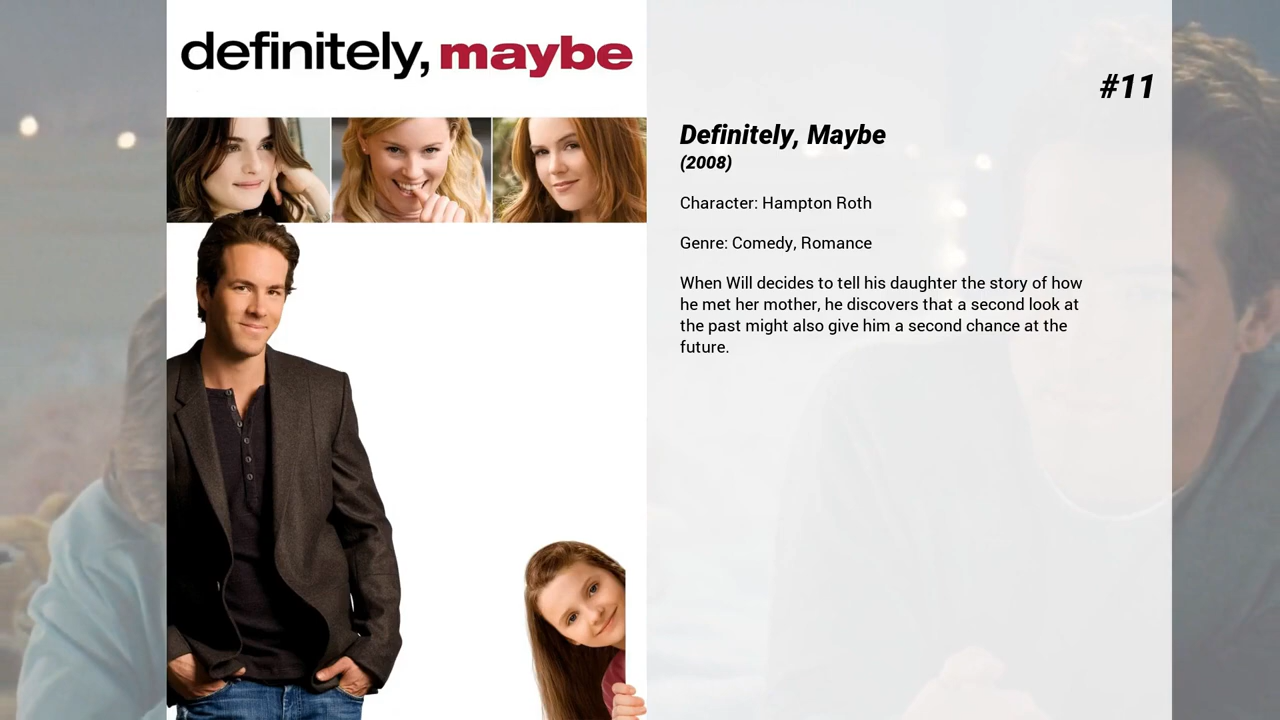 definitely, maybe
#11
Definitely, Maybe
(2008)
Character: Hampton Roth
Genre: Comedy, Romance
When Will decides to tell his daughter the story of how
he met her mother, he discovers that a second look at
the past might also give him a second chance at the
future.